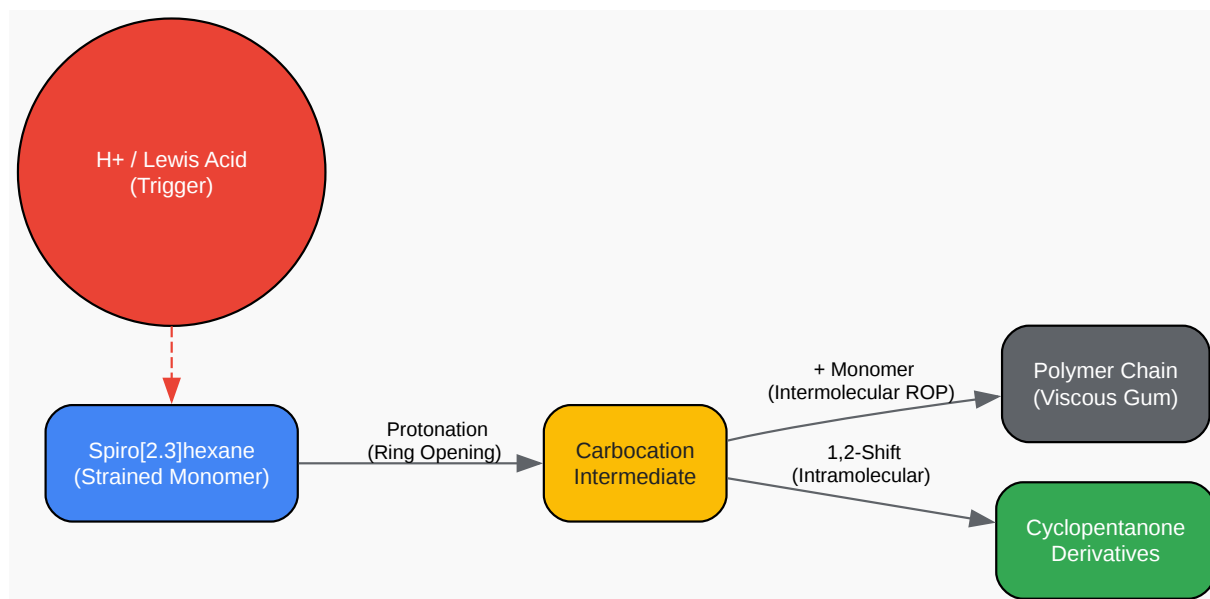 H+ / Lewis Acid
(Trigger)
Spiro[2.3]hexane
(Strained Monomer)
Protonation
(Ring Opening)
Carbocation
Intermediate
+ Monomer
(Intermolecular ROP)
Polymer Chain
(Viscous Gum)
1,2-Shift
(Intramolecular)
Cyclopentanone
Derivatives